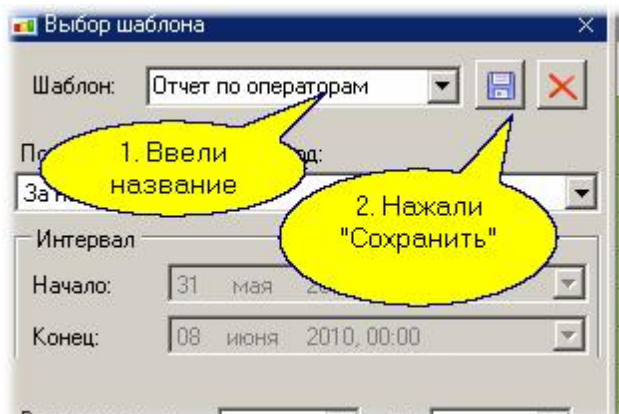 Выбор шаблона
Шаблон: Отчет по операторам
1. Ввели
название
2. Нажали
"Сохранить"
Интервал
Начало: 31 мая
Конец: 08 июня 2010, 00:00